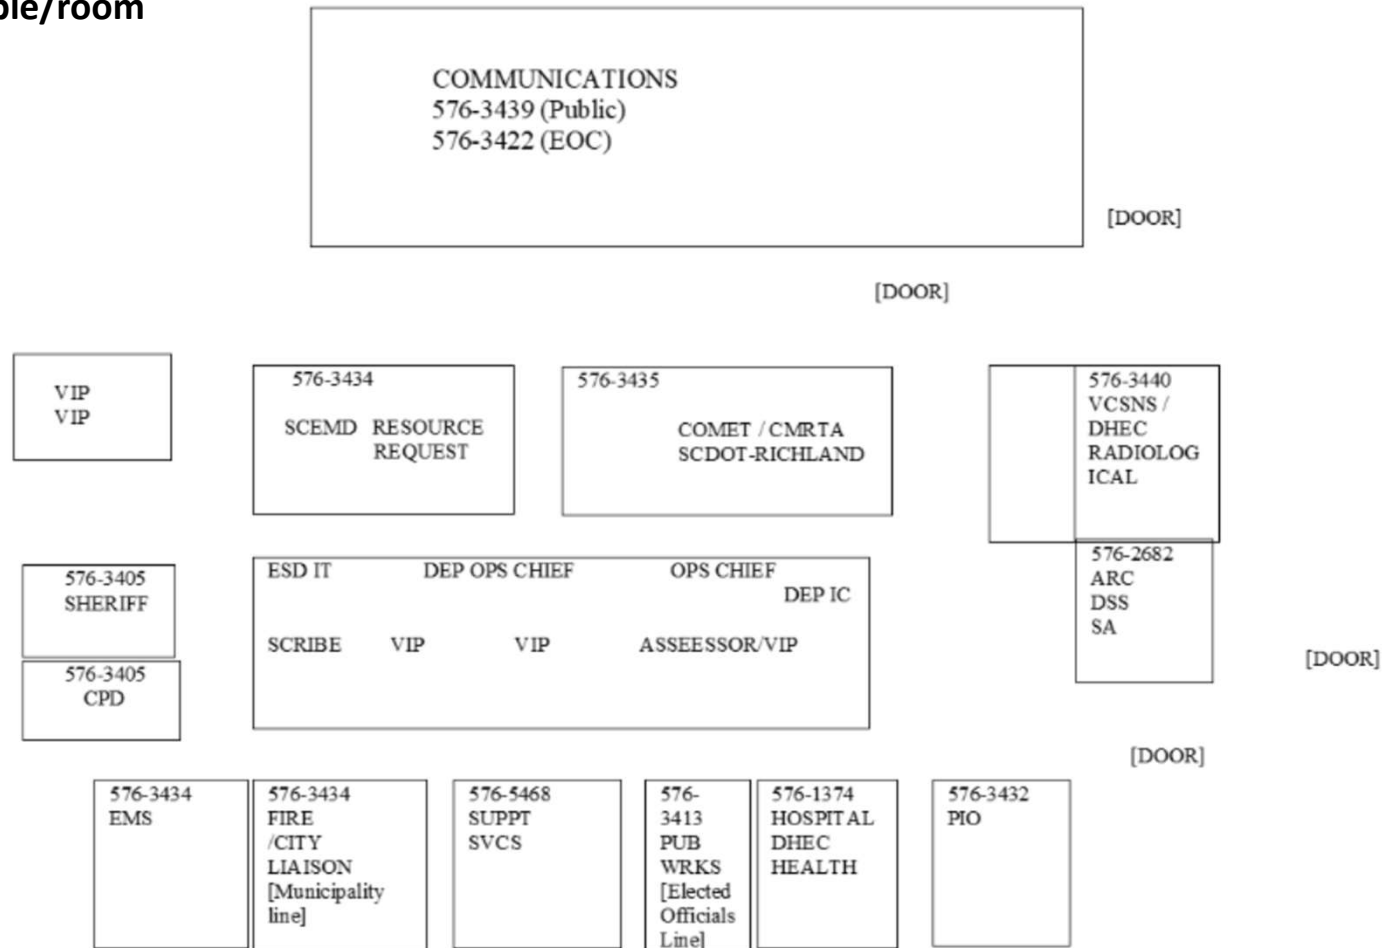 ble/room
COMMUNICATIONS
576-3439 (Public)
576-3422 (EOC)
[DOOR]
[DOOR]
VIP
VIP
576-3434
SCEMD RESOURCE
REQUEST
576-3435
COMET / CMRTA
SCDOT-RICHLAND
576-3440
VCSNS /
DHEC
RADIOLOG
ICAL
576-2682
ARC
DSS
SA
576-3405
SHERIFF
576-3405
CPD
ESD IT DEP OPS CHIEF OPS CHIEF
DEP IC
SCRIBE VIP VIP ASSEESSOR/VIP
[DOOR]
[DOOR]
576-3434
EMS
576-3434
FIRE
/CITY
LIAISON
[Municipality
line]
576-5468
SUPPT
SVCS
576-
3413
PUB
WRKS
[Elected
Officials
Line]
576-1374
HOSPITAL
DHEC
HEALTH
576-3432
PIO